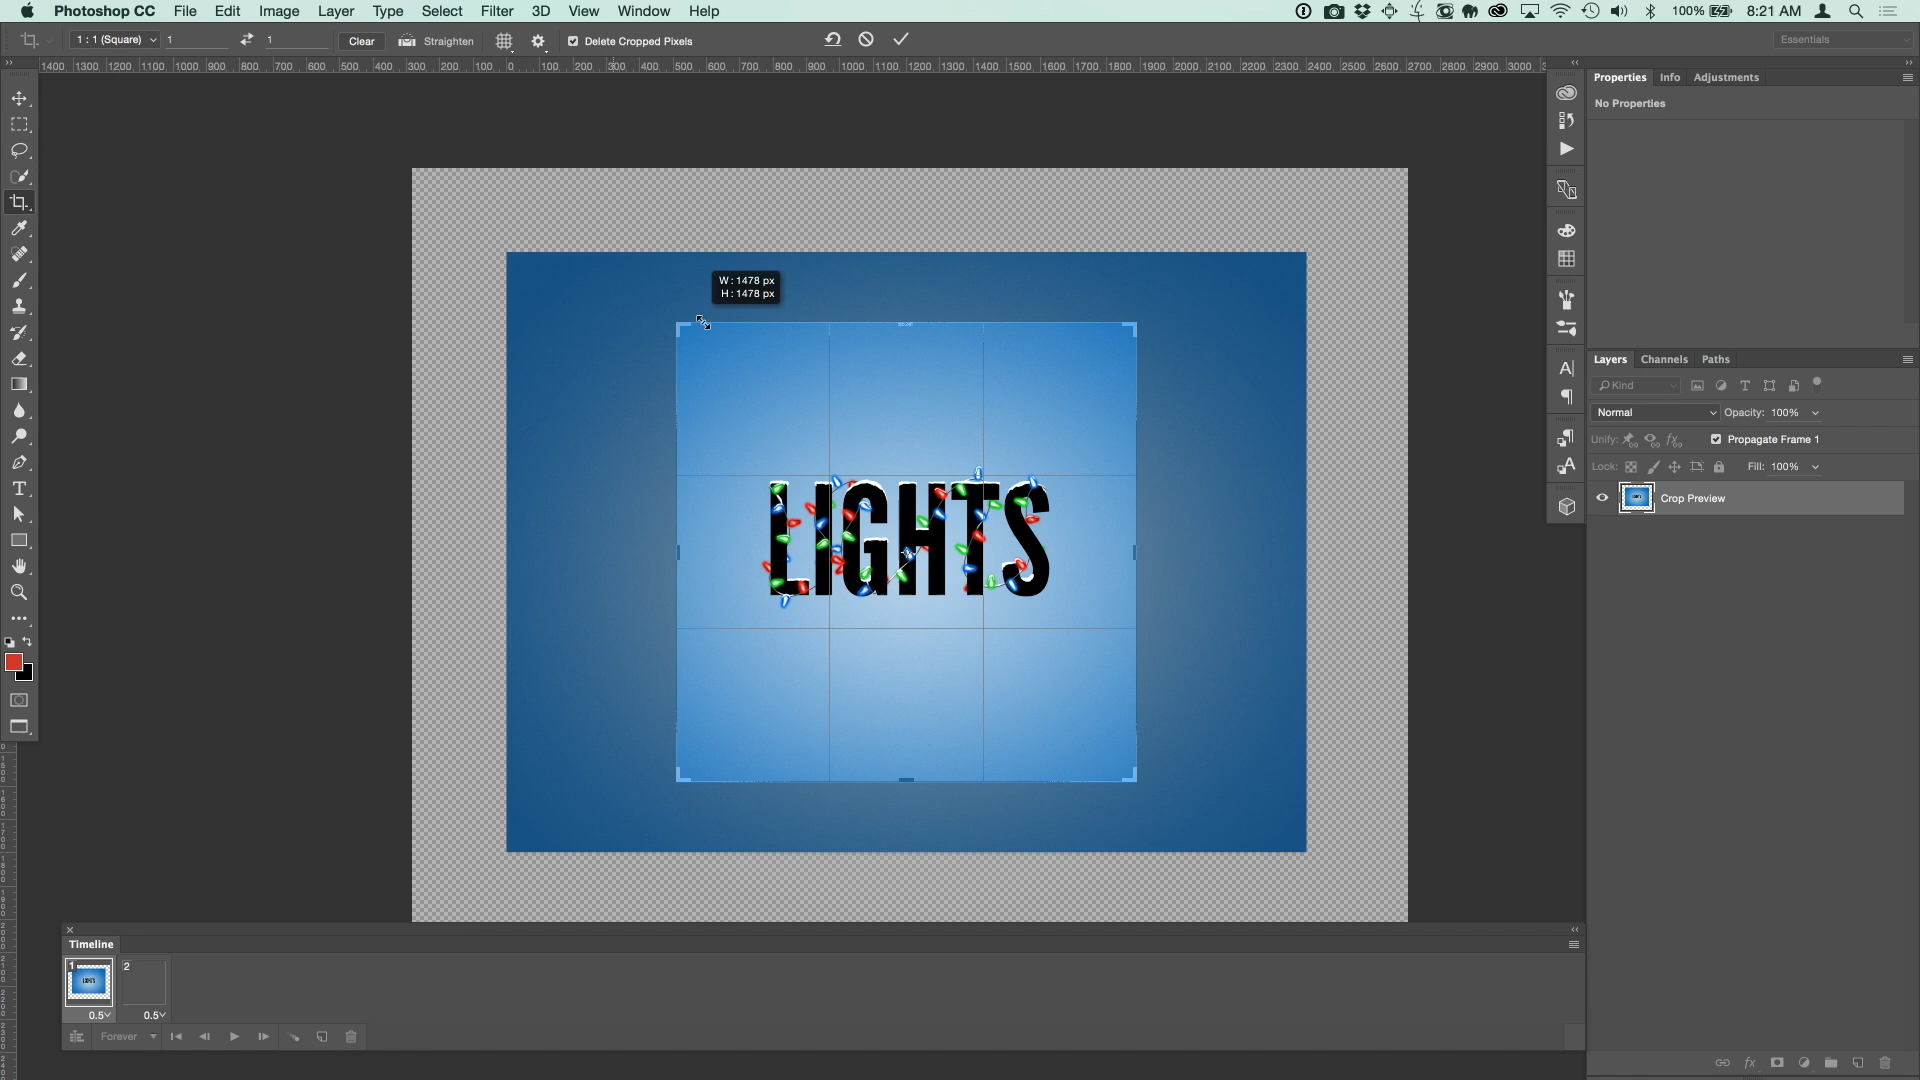 Photoshop CC File Edit Image Layer Type Select Filter 3D View Window Help 100% 8:21 AM
1 : 1 (Square) 1 1 Clear Straighten Delete Cropped Pixels Essentials
1400 1300 1200 1100 1000 900 800 700 600 500 400 300 200 100 0 100 200 300 400 500 600 700 800 900 1000 1100 1200 1300 1400 1500 1600 1700 1800 1900 2000 2100 2200 2300 2400 2500 2600 2700 2800 2900 3000
Properties Info Adjustments
No Properties
W : 1478 px
H : 1478 px
LIGHTS
Layers Channels Paths
Kind
Normal Opacity: 100%
Unify: Propagate Frame 1
Lock: Fill: 100%
Crop Preview
Timeline
1 2
0.5 0.5
Forever